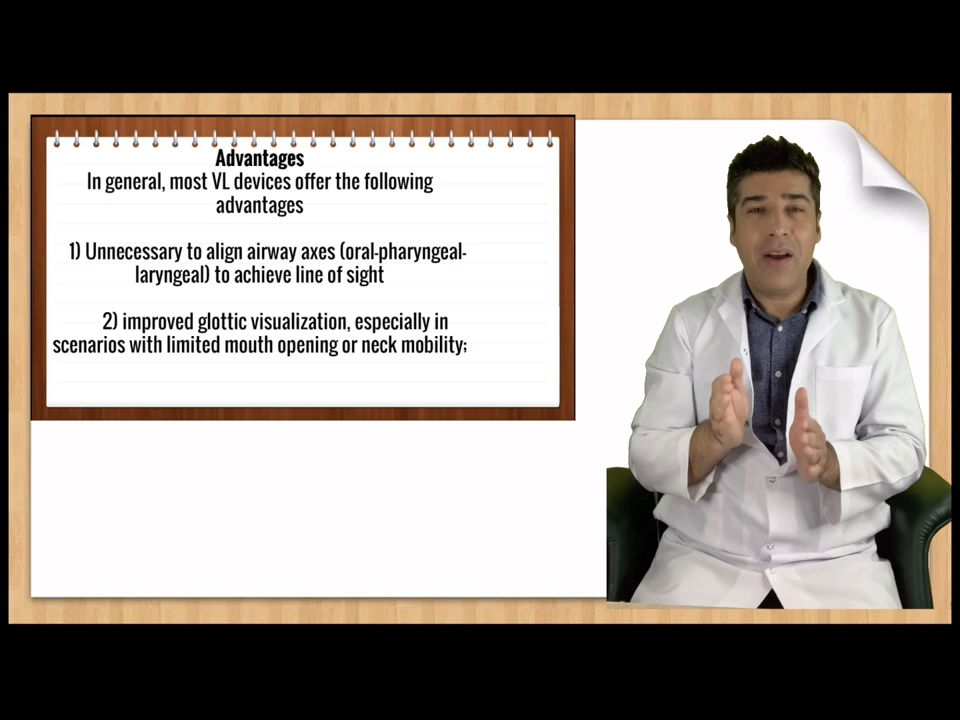 Advantages
In general, most VL devices offer the following
advantages
1) Unnecessary to align airway axes (oral-pharyngeal-
laryngeal) to achieve line of sight
2) improved glottic visualization, especially in
scenarios with limited mouth opening or neck mobility;